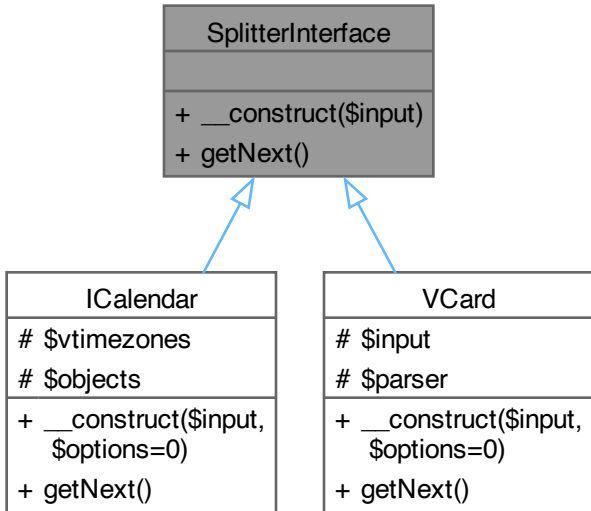 SplitterInterface
+ __construct($input)
+ getNext()
ICalendar
# $vtimezones
# $objects
+ __construct($input,
$options=0)
+ getNext()
VCard
# $input
# $parser
+ __construct($input,
$options=0)
+ getNext()